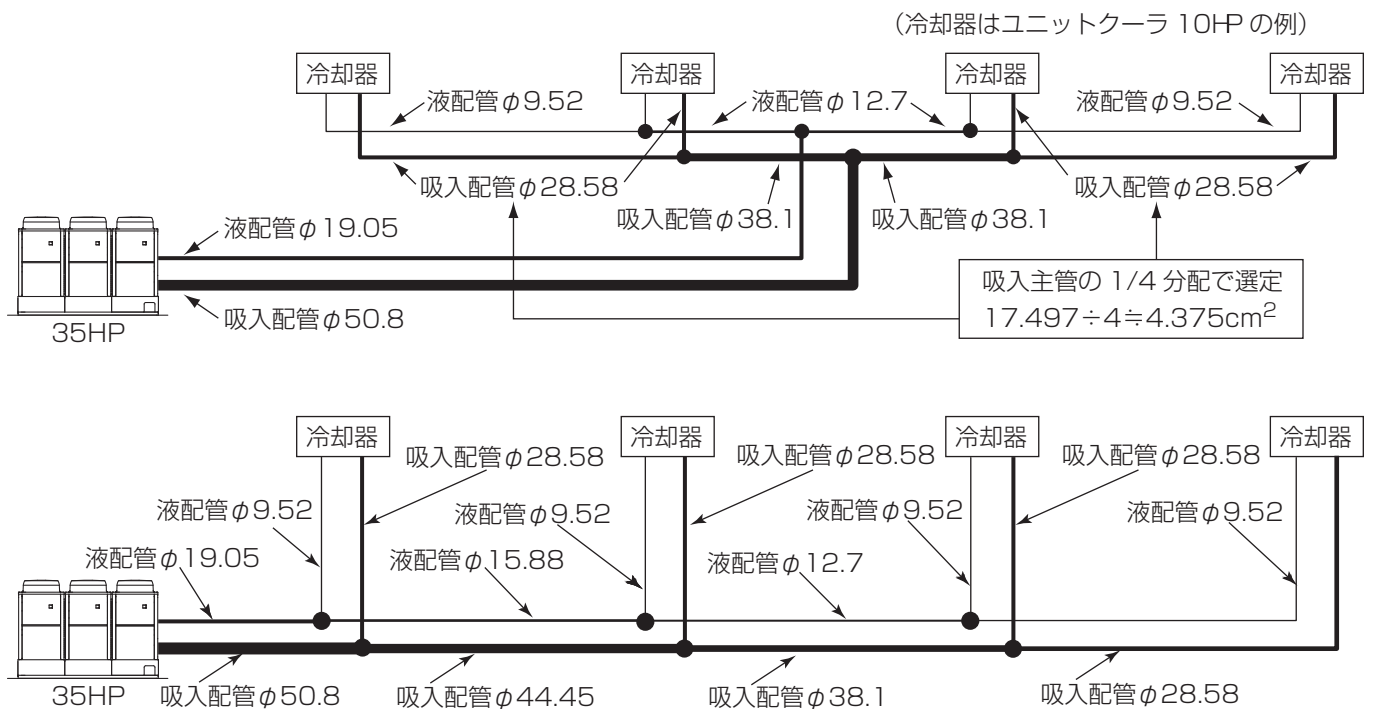 （冷却器はユニットクーラ 10HP の例）
冷却器
冷却器
冷却器
冷却器
液配管φ9.52
液配管φ12.7
液配管φ9.52
吸入配管φ28.58
吸入配管φ28.58
吸入配管φ38.1
吸入配管φ38.1
液配管φ19.05
吸入主管の 1/4 分配で選定
17.497÷4≒4.375cm²
吸入配管φ50.8
35HP
冷却器
冷却器
冷却器
冷却器
吸入配管φ28.58
吸入配管φ28.58
吸入配管φ28.58
液配管φ9.52
液配管φ9.52
液配管φ9.52
液配管φ9.52
液配管φ19.05
液配管φ15.88
液配管φ12.7
35HP
吸入配管φ50.8
吸入配管φ44.45
吸入配管φ38.1
吸入配管φ28.58